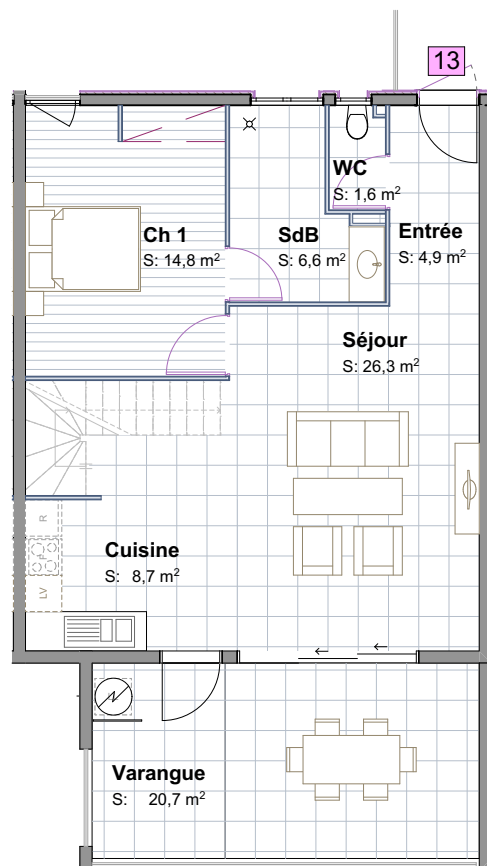 13
WC
S: 1,6 m²
Ch 1
S: 14,8 m²
SdB
S: 6,6 m²
Entrée
S: 4,9 m²
Séjour
S: 26,3 m²
R
LV
Cuisine
S: 8,7 m²
Varangue
S: 20,7 m²